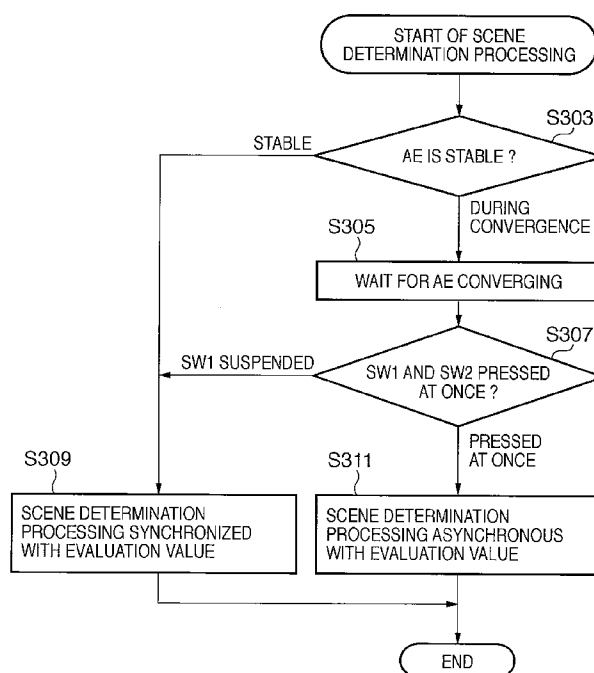 START OF SCENE
DETERMINATION PROCESSING
S303
STABLE
AE IS STABLE ?
DURING
CONVERGENCE
S305
WAIT FOR AE CONVERGING
S307
SW1 SUSPENDED
SW1 AND SW2 PRESSED
AT ONCE ?
PRESSED
AT ONCE
S309
SCENE DETERMINATION
PROCESSING SYNCHRONIZED
WITH EVALUATION VALUE
S311
SCENE DETERMINATION
PROCESSING ASYNCHRONOUS
WITH EVALUATION VALUE
END